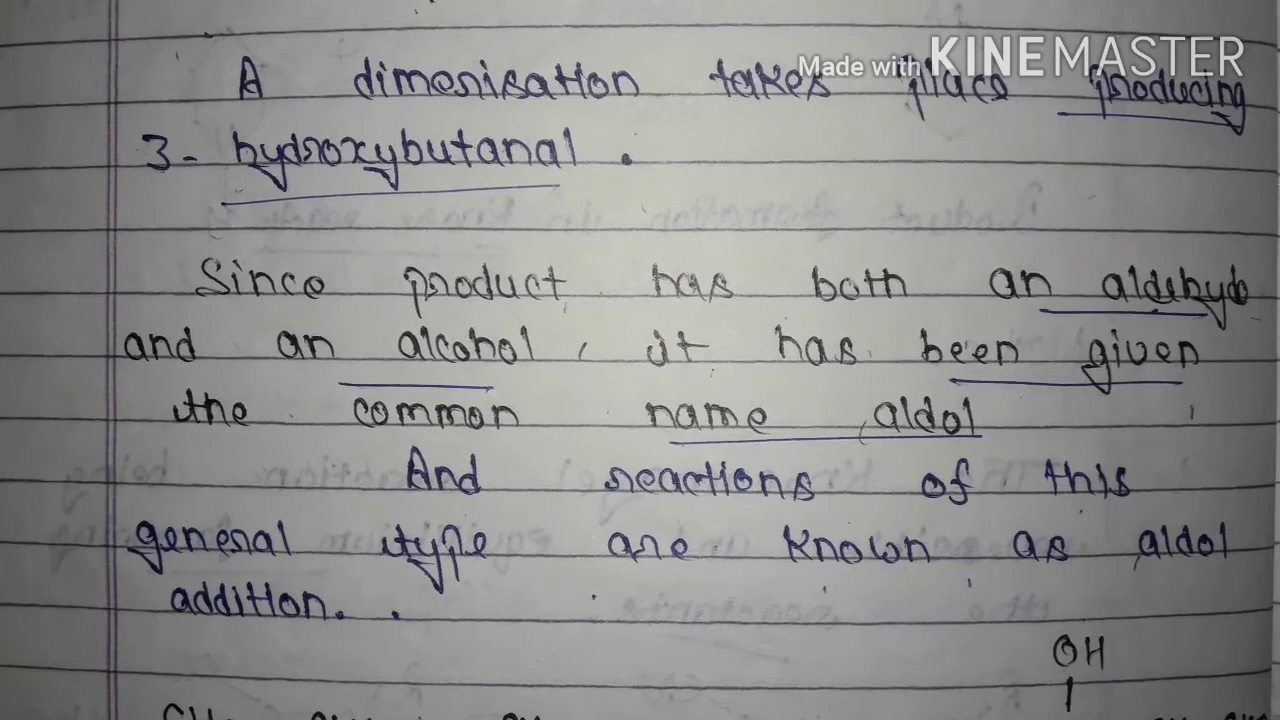 Made with KINEMASTER
A dimerisation takes place producing
3- hydroxybutanal .
Since product has both an aldehyde
and an alcohol , it has been given
the common name aldol
And reactions of this
general type are known as aldol
addition. .
OH